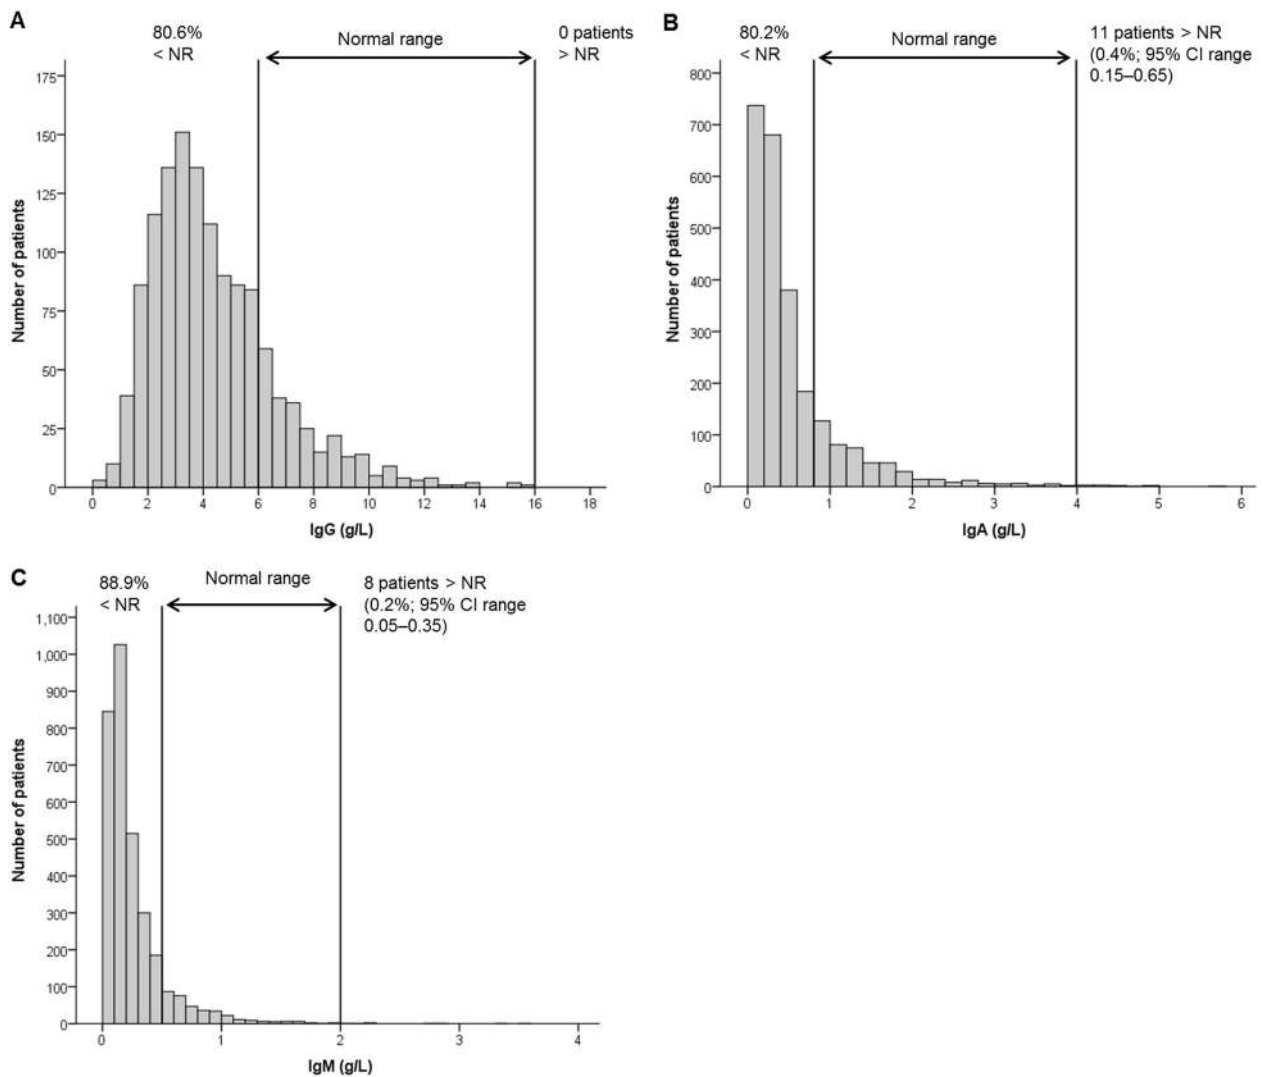 A
80.6%
< NR
Normal range
0 patients
> NR
175
150
125
100
75
50
25
0
Number of patients
0 2 4 6 8 10 12 14 16 18
IgG (g/L)
B
80.2%
< NR
Normal range
11 patients > NR
(0.4%; 95% CI range
0.15–0.65)
800
700
600
500
400
300
200
100
0
Number of patients
0 1 2 3 4 5 6
IgA (g/L)
C
88.9%
< NR
Normal range
8 patients > NR
(0.2%; 95% CI range
0.05–0.35)
1,100
1,000
900
800
700
600
500
400
300
200
100
0
Number of patients
0 1 2 3 4
IgM (g/L)